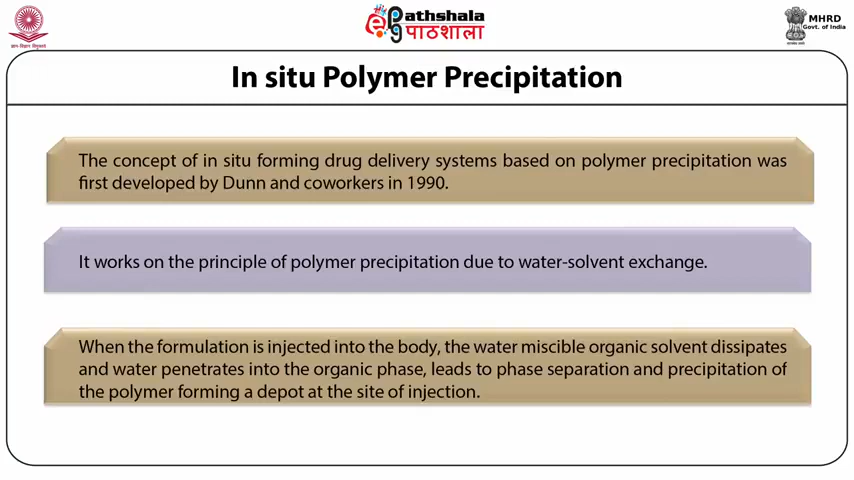 ePathshala
पाठशाला
MHRD
Govt. of India
In situ Polymer Precipitation
The concept of in situ forming drug delivery systems based on polymer precipitation was
first developed by Dunn and coworkers in 1990.
It works on the principle of polymer precipitation due to water-solvent exchange.
When the formulation is injected into the body, the water miscible organic solvent dissipates
and water penetrates into the organic phase, leads to phase separation and precipitation of
the polymer forming a depot at the site of injection.